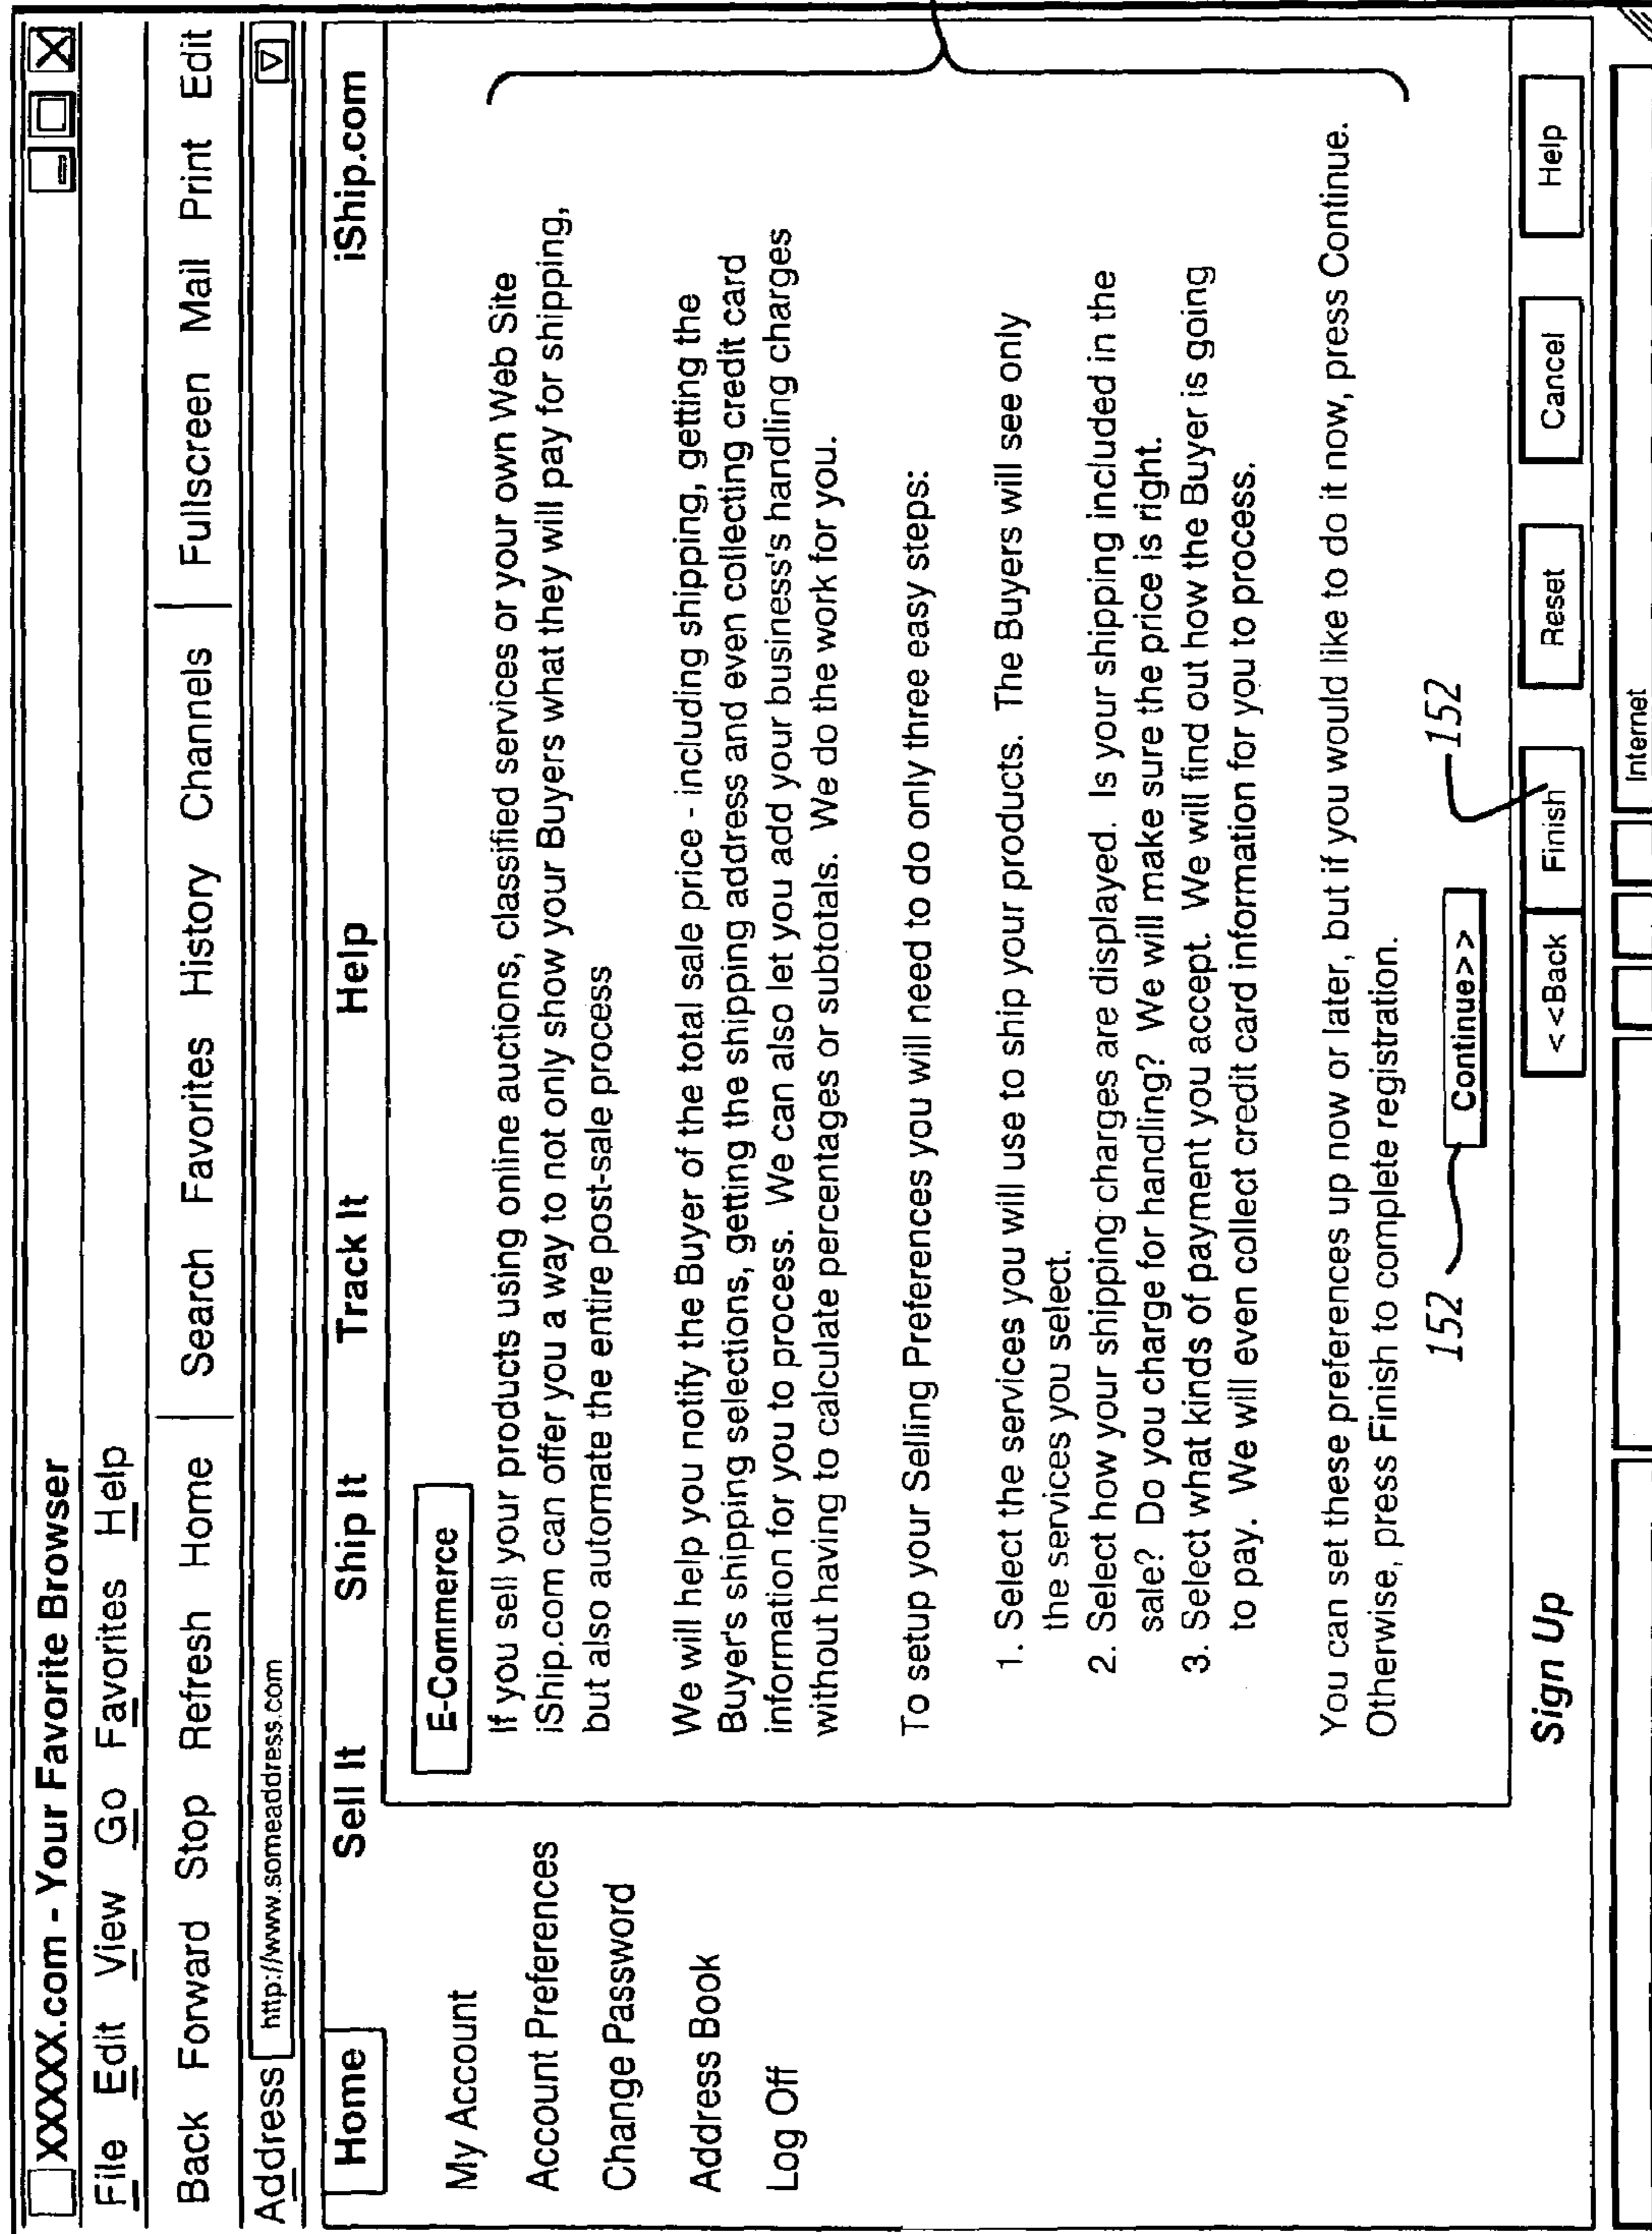 XXXXX.com - Your Favorite Browser
File Edit View Go Favorites Help
Back Forward Stop Refresh Home Search Favorites History Channels Fullscreen Mail Print Edit
Address http://www.someaddress.com
Home Sell It Ship It Track It Help iShip.com
My Account
Account Preferences
Change Password
Address Book
Log Off
E-Commerce
If you sell your products using online auctions, classified services or your own Web Site
iShip.com can offer you a way to not only show your Buyers what they will pay for shipping,
but also automate the entire post-sale process
We will help you notify the Buyer of the total sale price - including shipping, getting the
Buyer's shipping selections, getting the shipping address and even collecting credit card
information for you to process. We can also let you add your business's handling charges
without having to calculate percentages or subtotals. We do the work for you.
To setup your Selling Preferences you will need to do only three easy steps:
1. Select the services you will use to ship your products. The Buyers will see only
the services you select.
2. Select how your shipping charges are displayed. Is your shipping included in the
sale? Do you charge for handling? We will make sure the price is right.
3. Select what kinds of payment you accept. We will find out how the Buyer is going
to pay. We will even collect credit card information for you to process.
You can set these preferences up now or later, but if you would like to do it now, press Continue.
Otherwise, press Finish to complete registration.
152 Continue>> 152
Sign Up <<Back Finish Reset Cancel Help
Internet